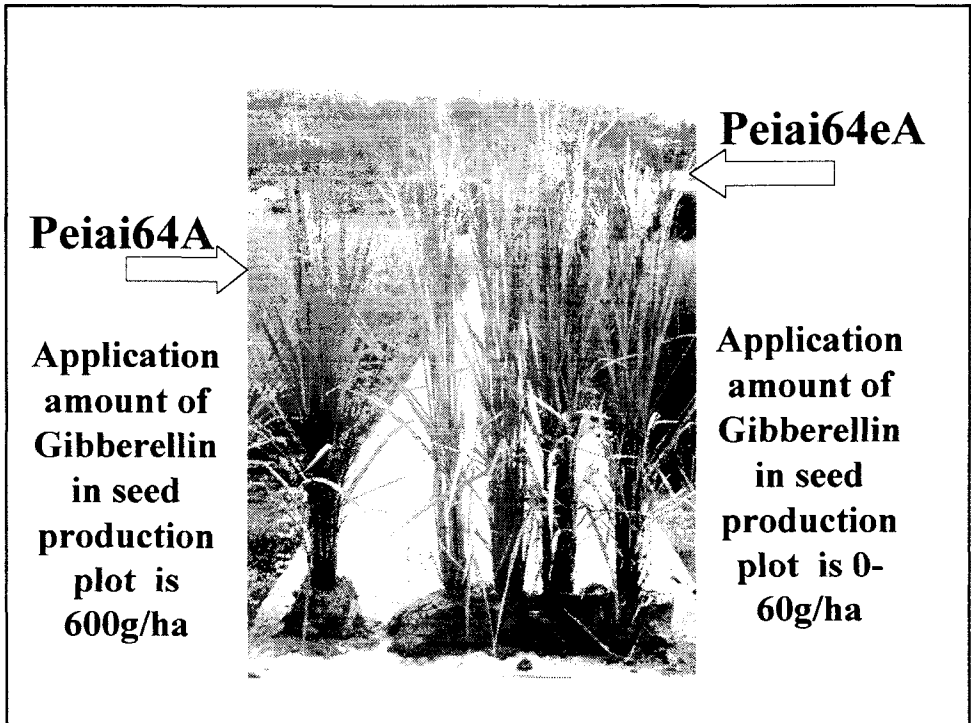 Peiai64eA
Peiai64A
Application
amount of
Gibberellin
in seed
production
plot is
600g/ha
Application
amount of
Gibberellin
in seed
production
plot is 0-
60g/ha